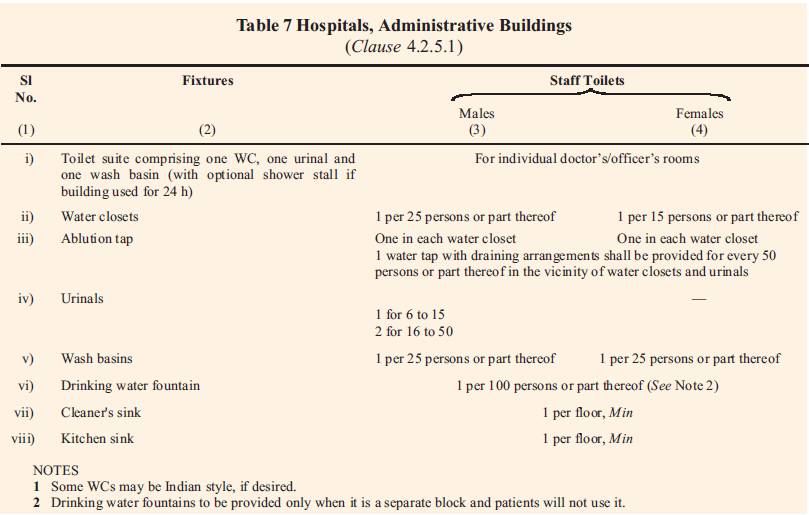 Table 7 Hospitals, Administrative Buildings
(Clause 4.2.5.1)
Sl No. Fixtures Staff Toilets
Males Females
(1) (2) (3) (4)
i) Toilet suite comprising one WC, one urinal and For individual doctor's/officer's rooms
one wash basin (with optional shower stall if
building used for 24 h)
ii) Water closets 1 per 25 persons or part thereof 1 per 15 persons or part thereof
iii) Ablution tap One in each water closet One in each water closet
1 water tap with draining arrangements shall be provided for every 50
persons or part thereof in the vicinity of water closets and urinals
iv) Urinals —
1 for 6 to 15
2 for 16 to 50
v) Wash basins 1 per 25 persons or part thereof 1 per 25 persons or part thereof
vi) Drinking water fountain 1 per 100 persons or part thereof (See Note 2)
vii) Cleaner's sink 1 per floor, Min
viii) Kitchen sink 1 per floor, Min
NOTES
1 Some WCs may be Indian style, if desired.
2 Drinking water fountains to be provided only when it is a separate block and patients will not use it.